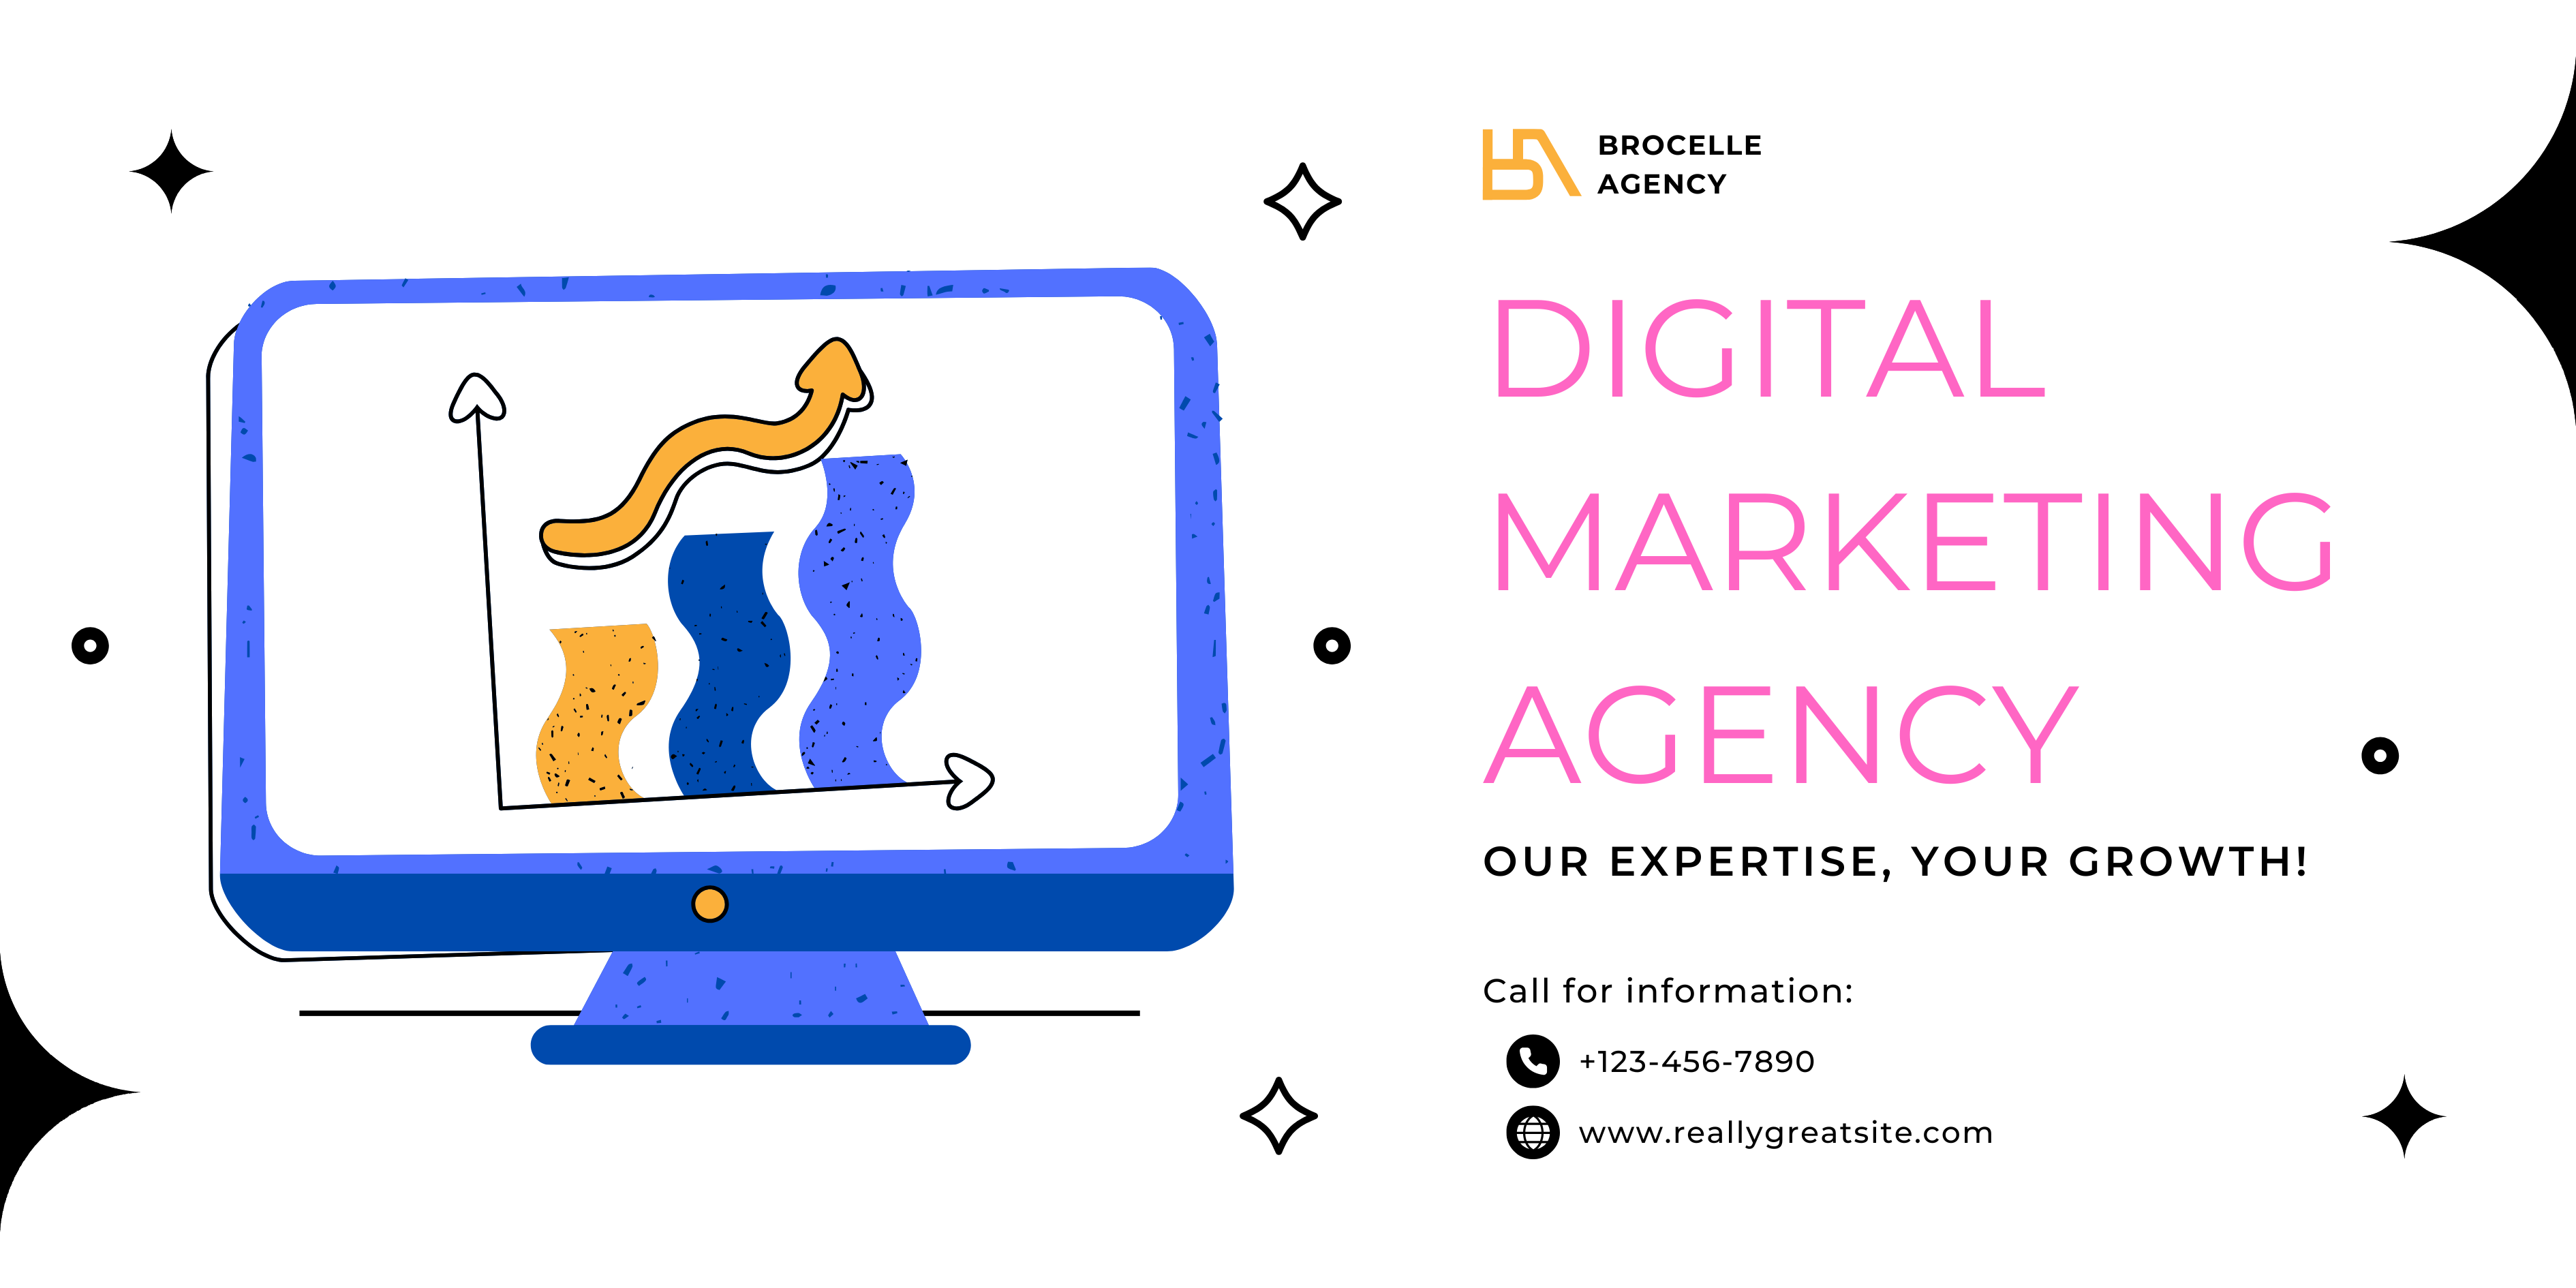 BROCELLE
AGENCY
DIGITAL
MARKETING
AGENCY
OUR EXPERTISE, YOUR GROWTH!
Call for information:
+123-456-7890
www.reallygreatsite.com